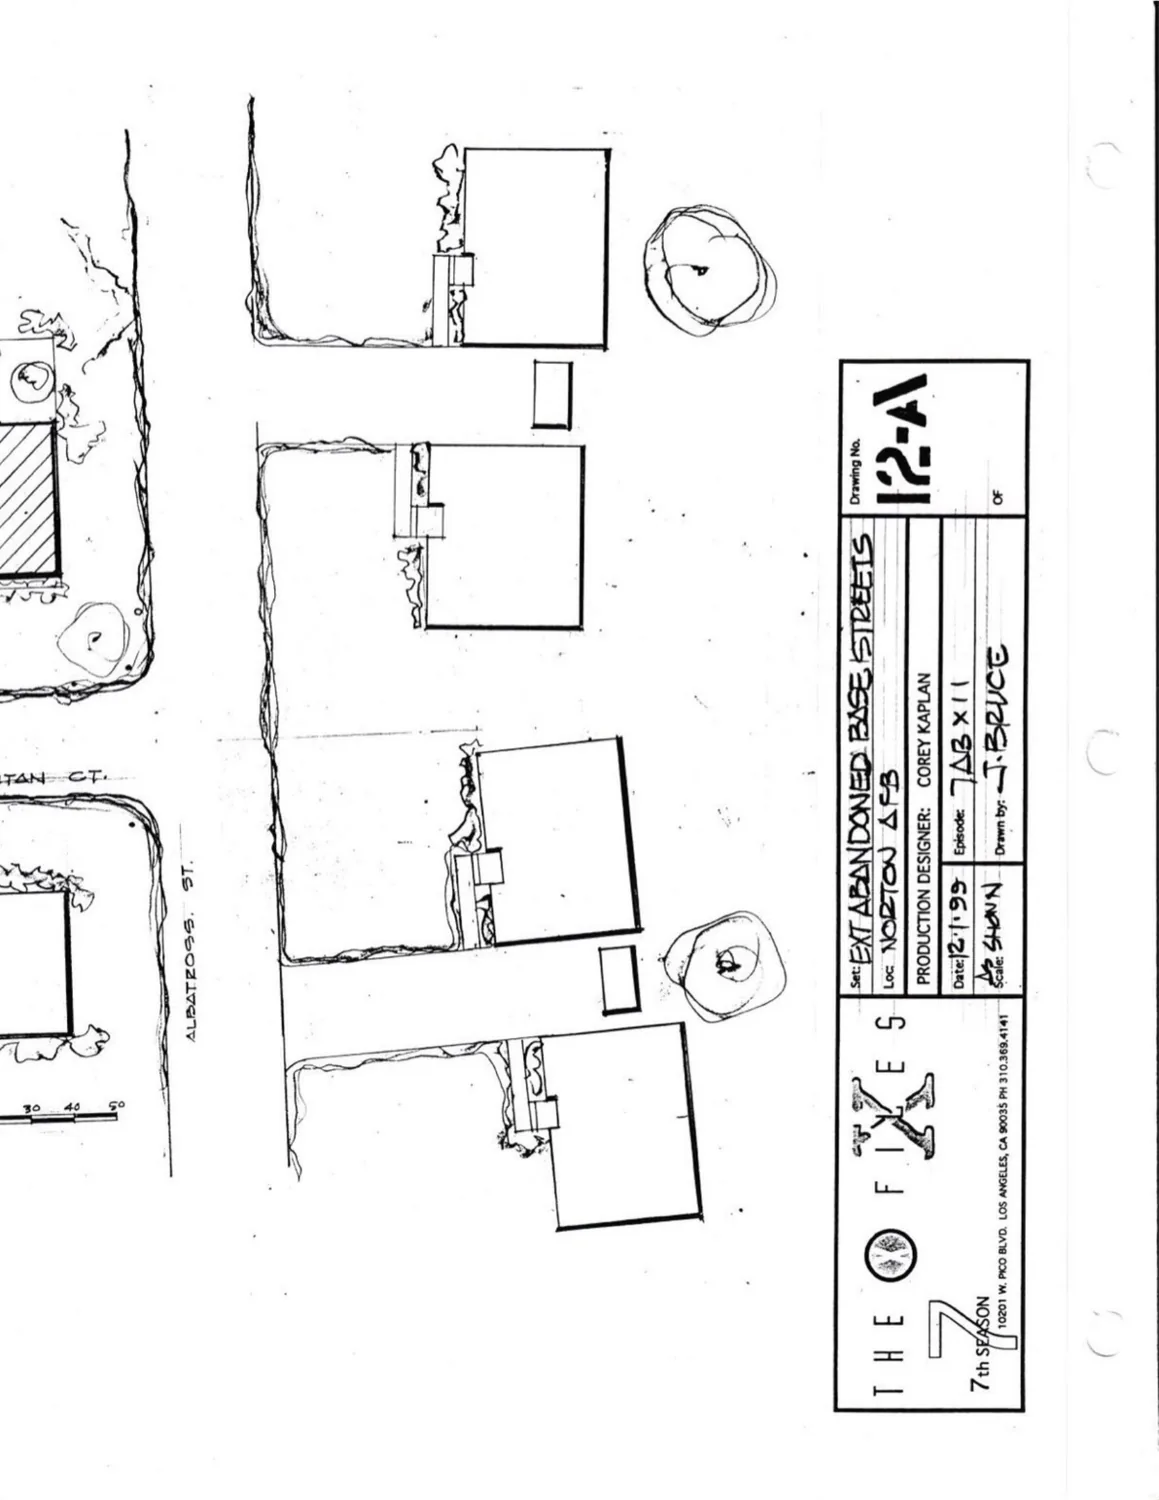 TAN CT.
ALBATROSS. ST.
30 40 50
THE X FILES
7
7th SEASON
10201 W. PICO BLVD. LOS ANGELES, CA 90035 PH 310.369.4141
Set: EXT ABANDONED BASE STREETS
Loc: NORTON AFB
PRODUCTION DESIGNER: COREY KAPLAN
Date: 12·1·99 Episode: 7ABX11
Scale: AS SHOWN Drawn by: J. BRUCE
Drawing No.
12-A
OF